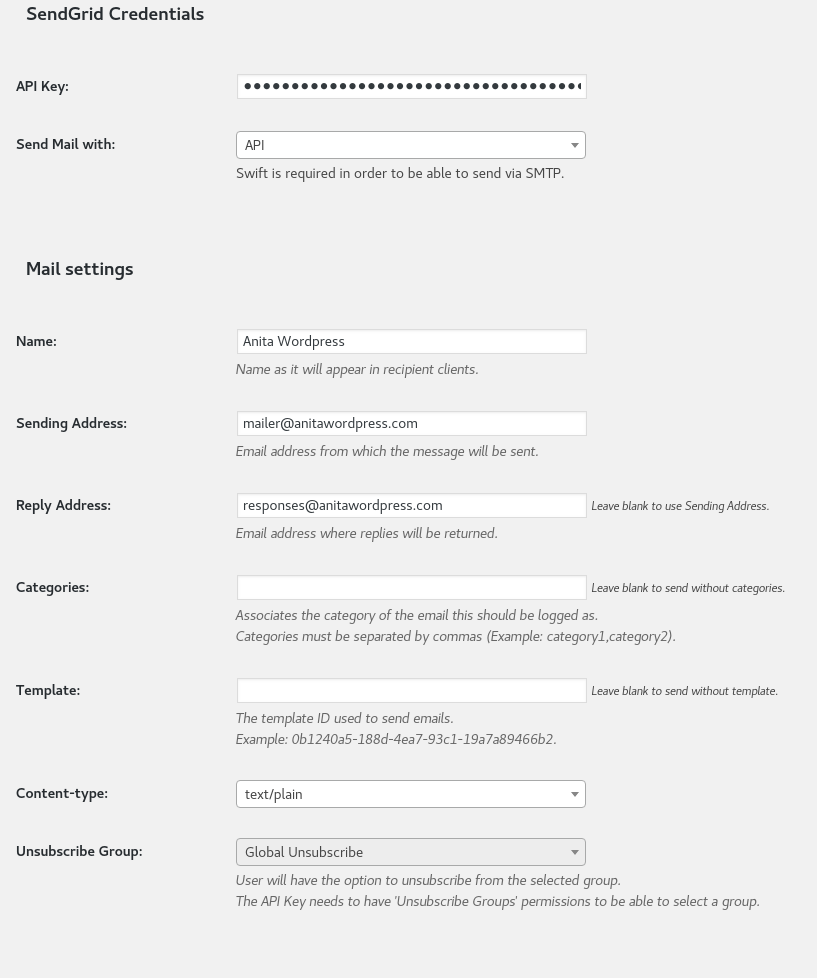 SendGrid Credentials
API Key: ●●●●●●●●●●●●●●●●●●●●●●●●●●●●●●●●●●●●
Send Mail with: API
Swift is required in order to be able to send via SMTP.
Mail settings
Name: Anita Wordpress
Name as it will appear in recipient clients.
Sending Address: mailer@anitawordpress.com
Email address from which the message will be sent.
Reply Address: responses@anitawordpress.com Leave blank to use Sending Address.
Email address where replies will be returned.
Categories: Leave blank to send without categories.
Associates the category of the email this should be logged as.
Categories must be separated by commas (Example: category1,category2).
Template: Leave blank to send without template.
The template ID used to send emails.
Example: 0b1240a5-188d-4ea7-93c1-19a7a89466b2.
Content-type: text/plain
Unsubscribe Group: Global Unsubscribe
User will have the option to unsubscribe from the selected group.
The API Key needs to have 'Unsubscribe Groups' permissions to be able to select a group.